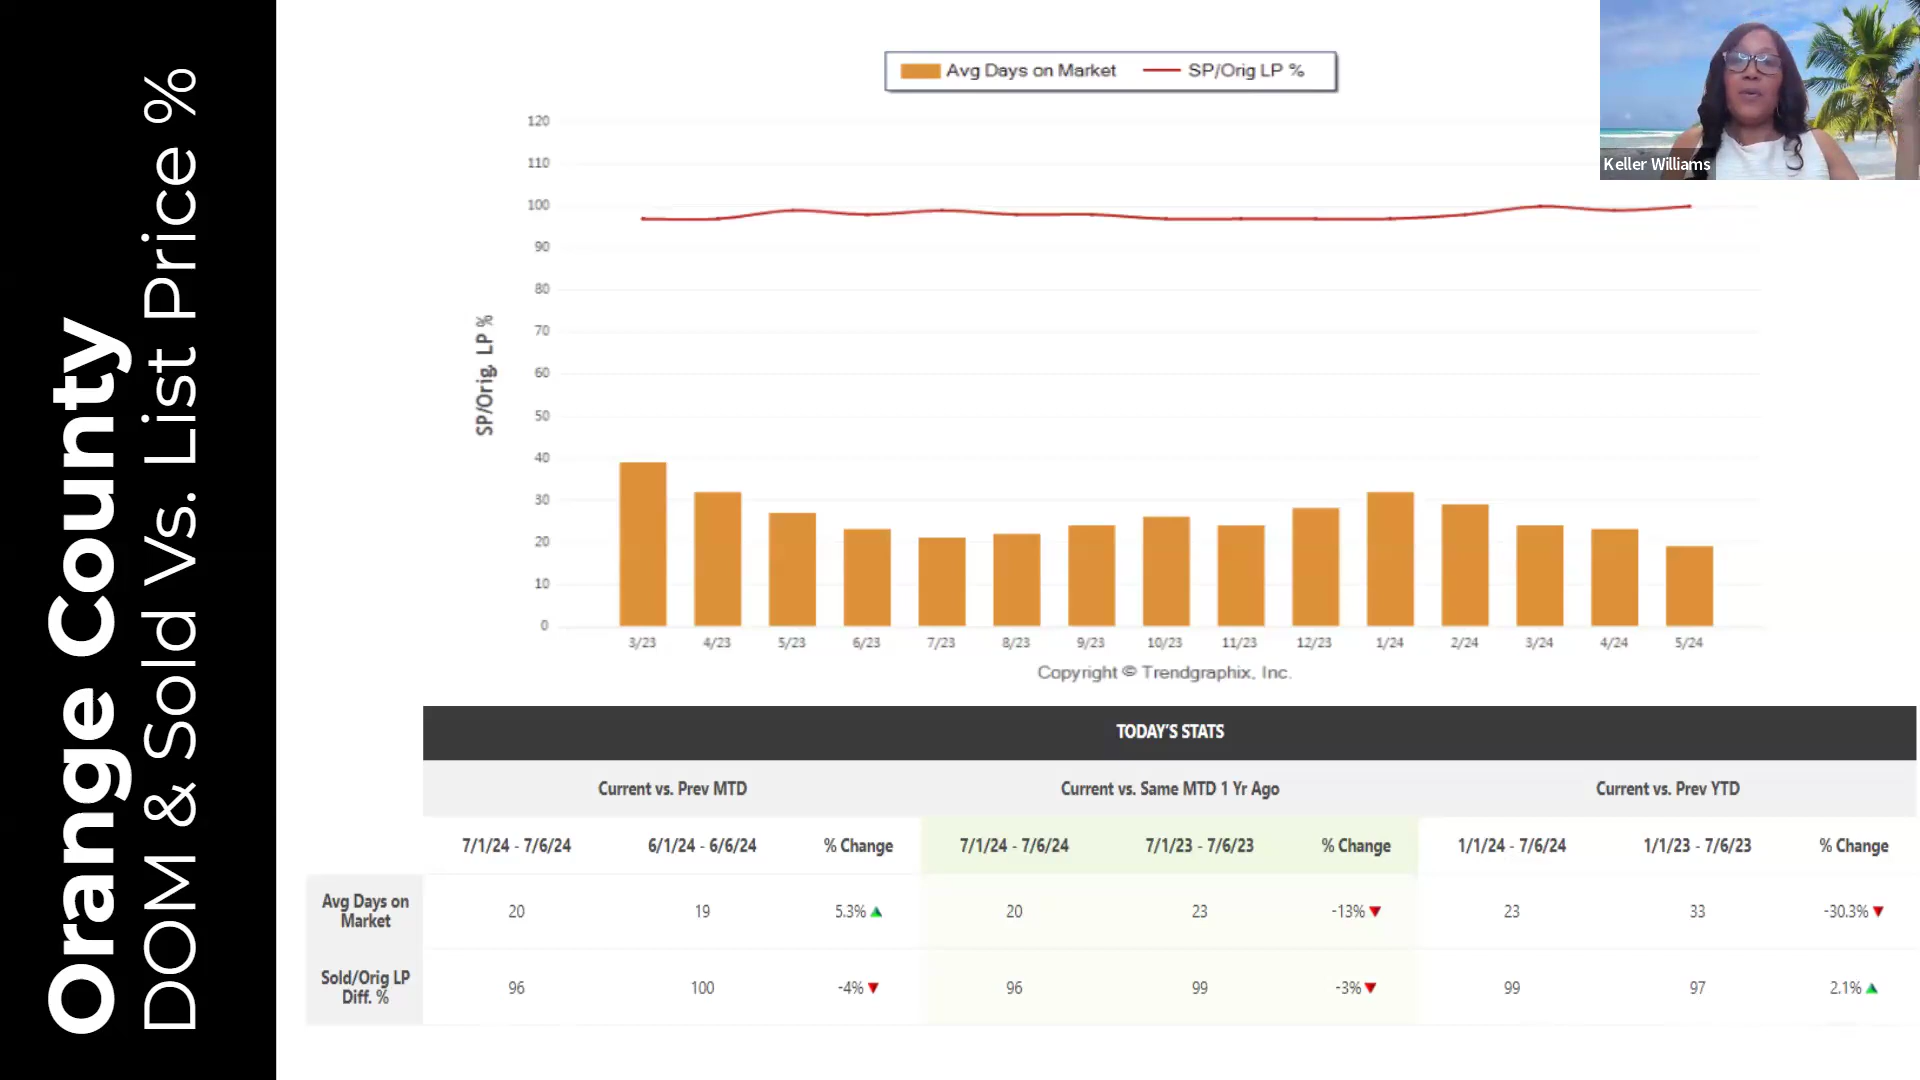 Orange County
DOM & Sold Vs. List Price %
Avg Days on Market
SP/Orig LP %
Keller Williams
120
110
100
90
80
70
60
50
40
30
20
10
0
SP/Orig. LP %
3/23 4/23 5/23 6/23 7/23 8/23 9/23 10/23 11/23 12/23 1/24 2/24 3/24 4/24 5/24
Copyright © Trendgraphix, Inc.
TODAY'S STATS
Current vs. Prev MTD Current vs. Same MTD 1 Yr Ago Current vs. Prev YTD
7/1/24 - 7/6/24 6/1/24 - 6/6/24 % Change 7/1/24 - 7/6/24 7/1/23 - 7/6/23 % Change 1/1/24 - 7/6/24 1/1/23 - 7/6/23 % Change
Avg Days on
Market
20 19 5.3% 20 23 -13% 23 33 -30.3%
Sold/Orig LP
Diff. %
96 100 -4% 96 99 -3% 99 97 2.1%